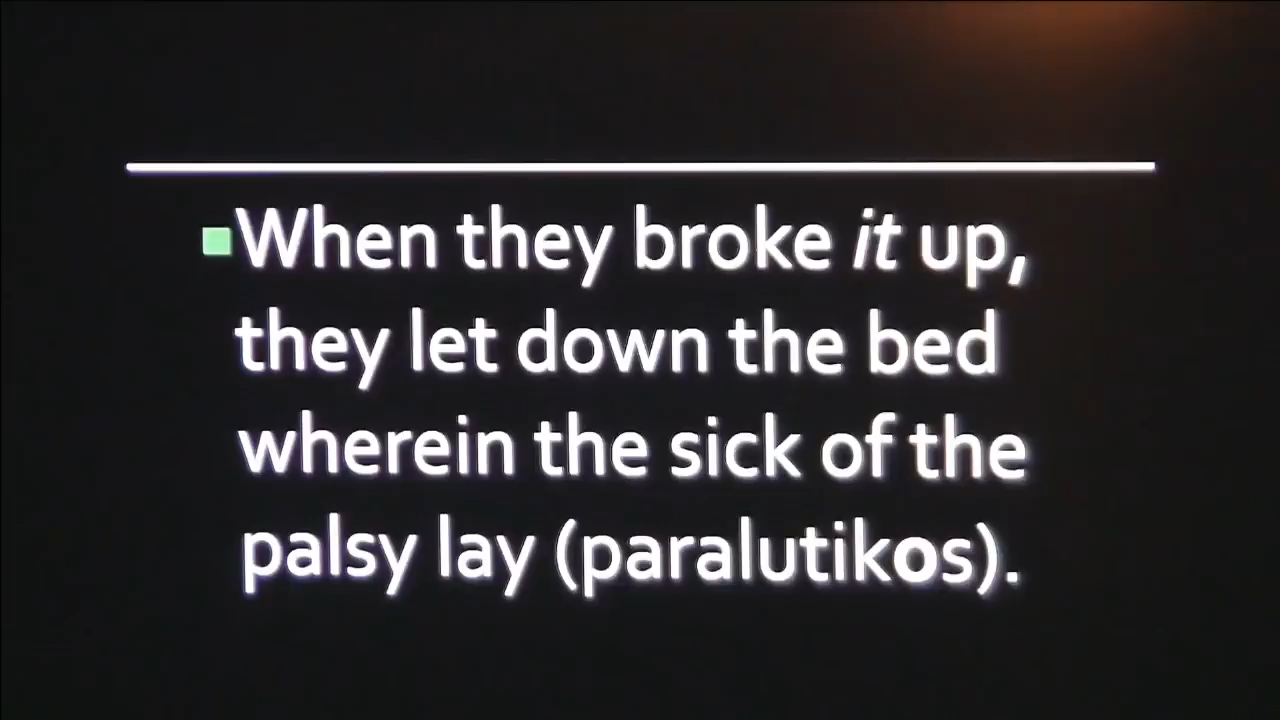 When they broke it up,
they let down the bed
wherein the sick of the
palsy lay (paralutikos).